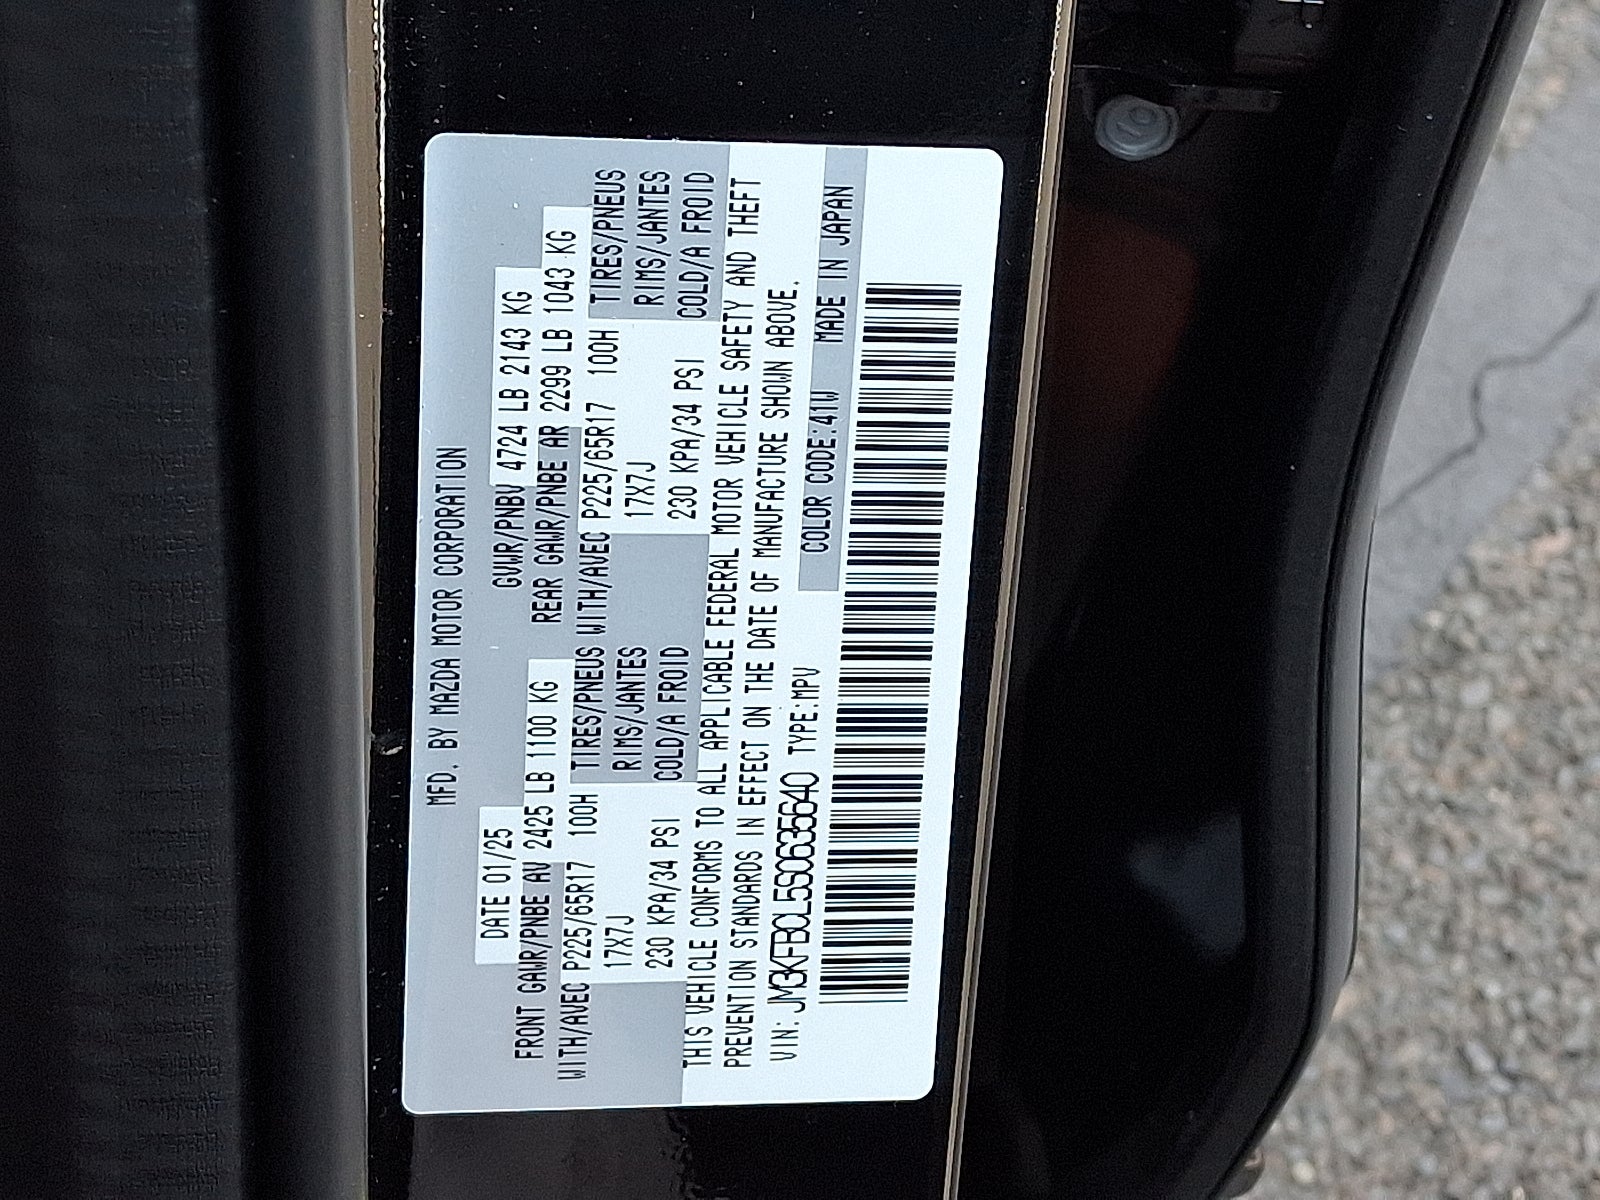 MFD. BY MAZDA MOTOR CORPORATION
DATE 01/25 GVWR/PNBV 4724 LB 2143 KG
FRONT GAWR/PNBE AV 2425 LB 1100 KG REAR GAWR/PNBE AR 2299 LB 1043 KG
WITH/AVEC P225/65R17 100H TIRES/PNEUS WITH/AVEC P225/65R17 100H TIRES/PNEUS
17X7J RIMS/JANTES 17X7J RIMS/JANTES
230 KPA/34 PSI COLD/A FROID 230 KPA/34 PSI COLD/A FROID
THIS VEHICLE CONFORMS TO ALL APPLICABLE FEDERAL MOTOR VEHICLE SAFETY AND THEFT
PREVENTION STANDARDS IN EFFECT ON THE DATE OF MANUFACTURE SHOWN ABOVE.
VIN: JM3KFBCL5S0635640 TYPE:MPV COLOR CODE:41W MADE IN JAPAN